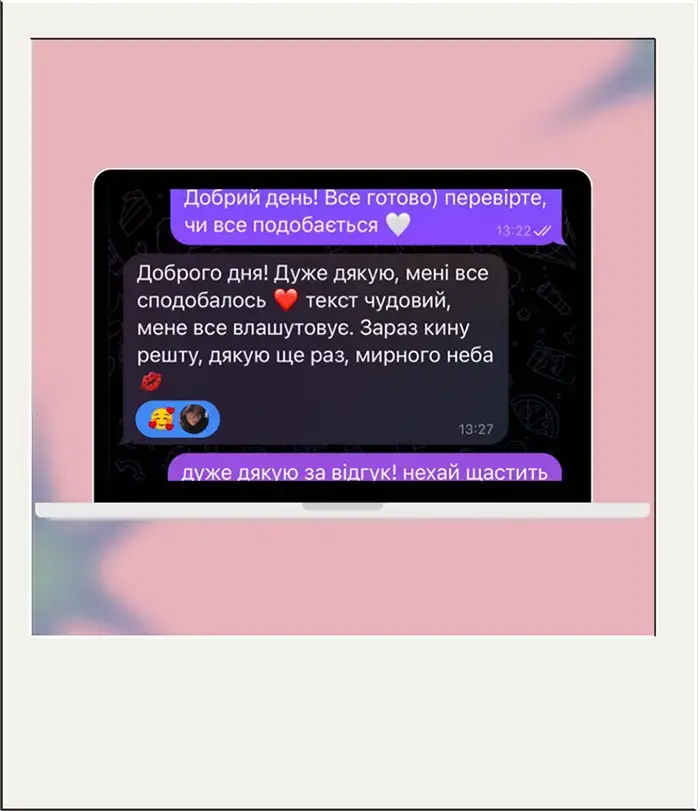 Добрий день! Все готово) перевірте,
чи все подобається 🤍
13:22
Доброго дня! Дуже дякую, мені все
сподобалось ❤️ текст чудовий,
мене все влаштутовує. Зараз кину
решту, дякую ще раз, мирного неба
💋
🥰
13:27
дуже дякую за відгук! нехай щастить